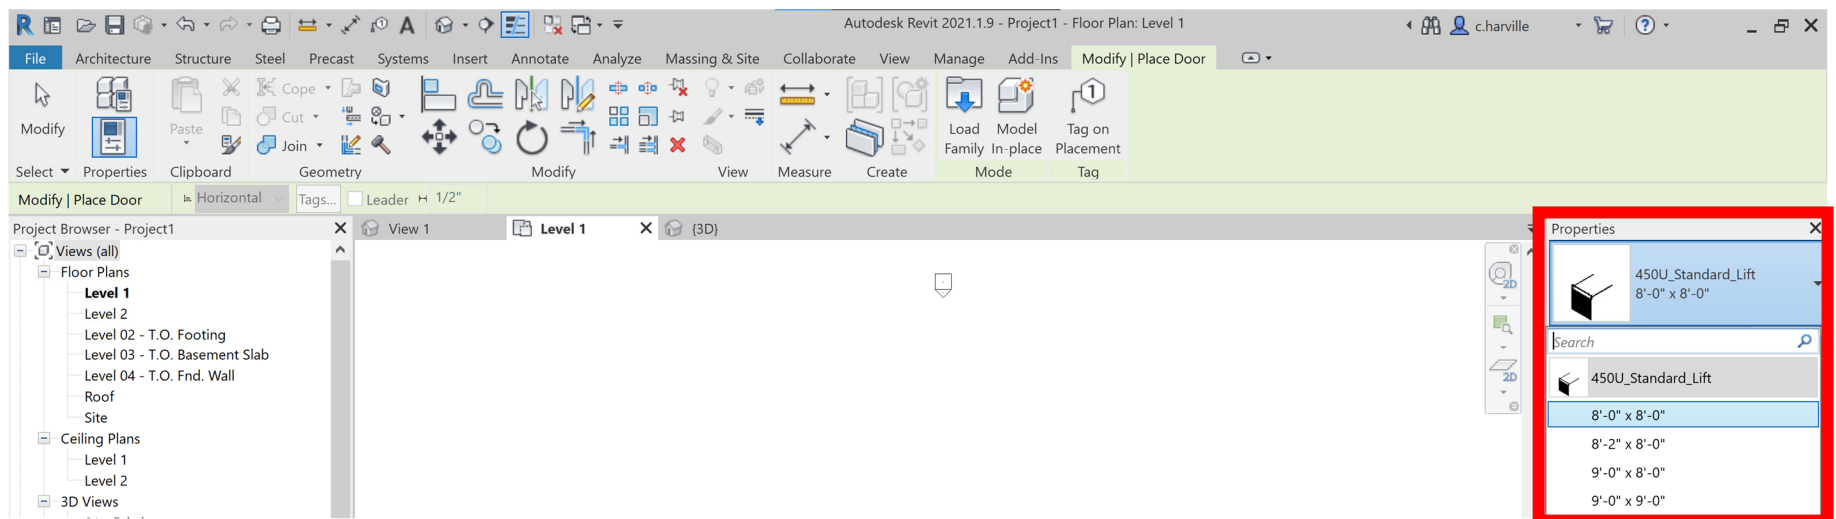 Autodesk Revit 2021.1.9 - Project1 - Floor Plan: Level 1
c.harville
File Architecture Structure Steel Precast Systems Insert Annotate Analyze Massing & Site Collaborate View Manage Add-Ins Modify | Place Door
Modify
Paste
Cope
Cut
Join
Load Family
Model In-place
Tag on Placement
Select Properties Clipboard Geometry Modify View Measure Create Mode Tag
Modify | Place Door Horizontal Tags... Leader 1/2"
Project Browser - Project1
View 1
Level 1
{3D}
Views (all)
Floor Plans
Level 1
Level 2
Level 02 - T.O. Footing
Level 03 - T.O. Basement Slab
Level 04 - T.O. Fnd. Wall
Roof
Site
Ceiling Plans
Level 1
Level 2
3D Views
2D
2D
Properties
450U_Standard_Lift
8'-0" x 8'-0"
Search
450U_Standard_Lift
8'-0" x 8'-0"
8'-2" x 8'-0"
9'-0" x 8'-0"
9'-0" x 9'-0"